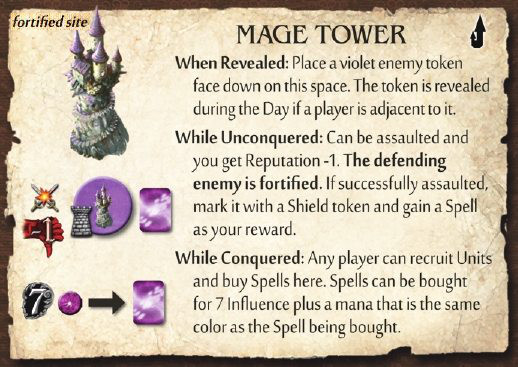 fortified site
MAGE TOWER
When Revealed: Place a violet enemy token
face down on this space. The token is revealed
during the Day if a player is adjacent to it.
While Unconquered: Can be assaulted and
you get Reputation -1. The defending
enemy is fortified. If successfully assaulted,
mark it with a Shield token and gain a Spell
as your reward.
-1
While Conquered: Any player can recruit Units
and buy Spells here. Spells can be bought
for 7 Influence plus a mana that is the same
color as the Spell being bought.
7